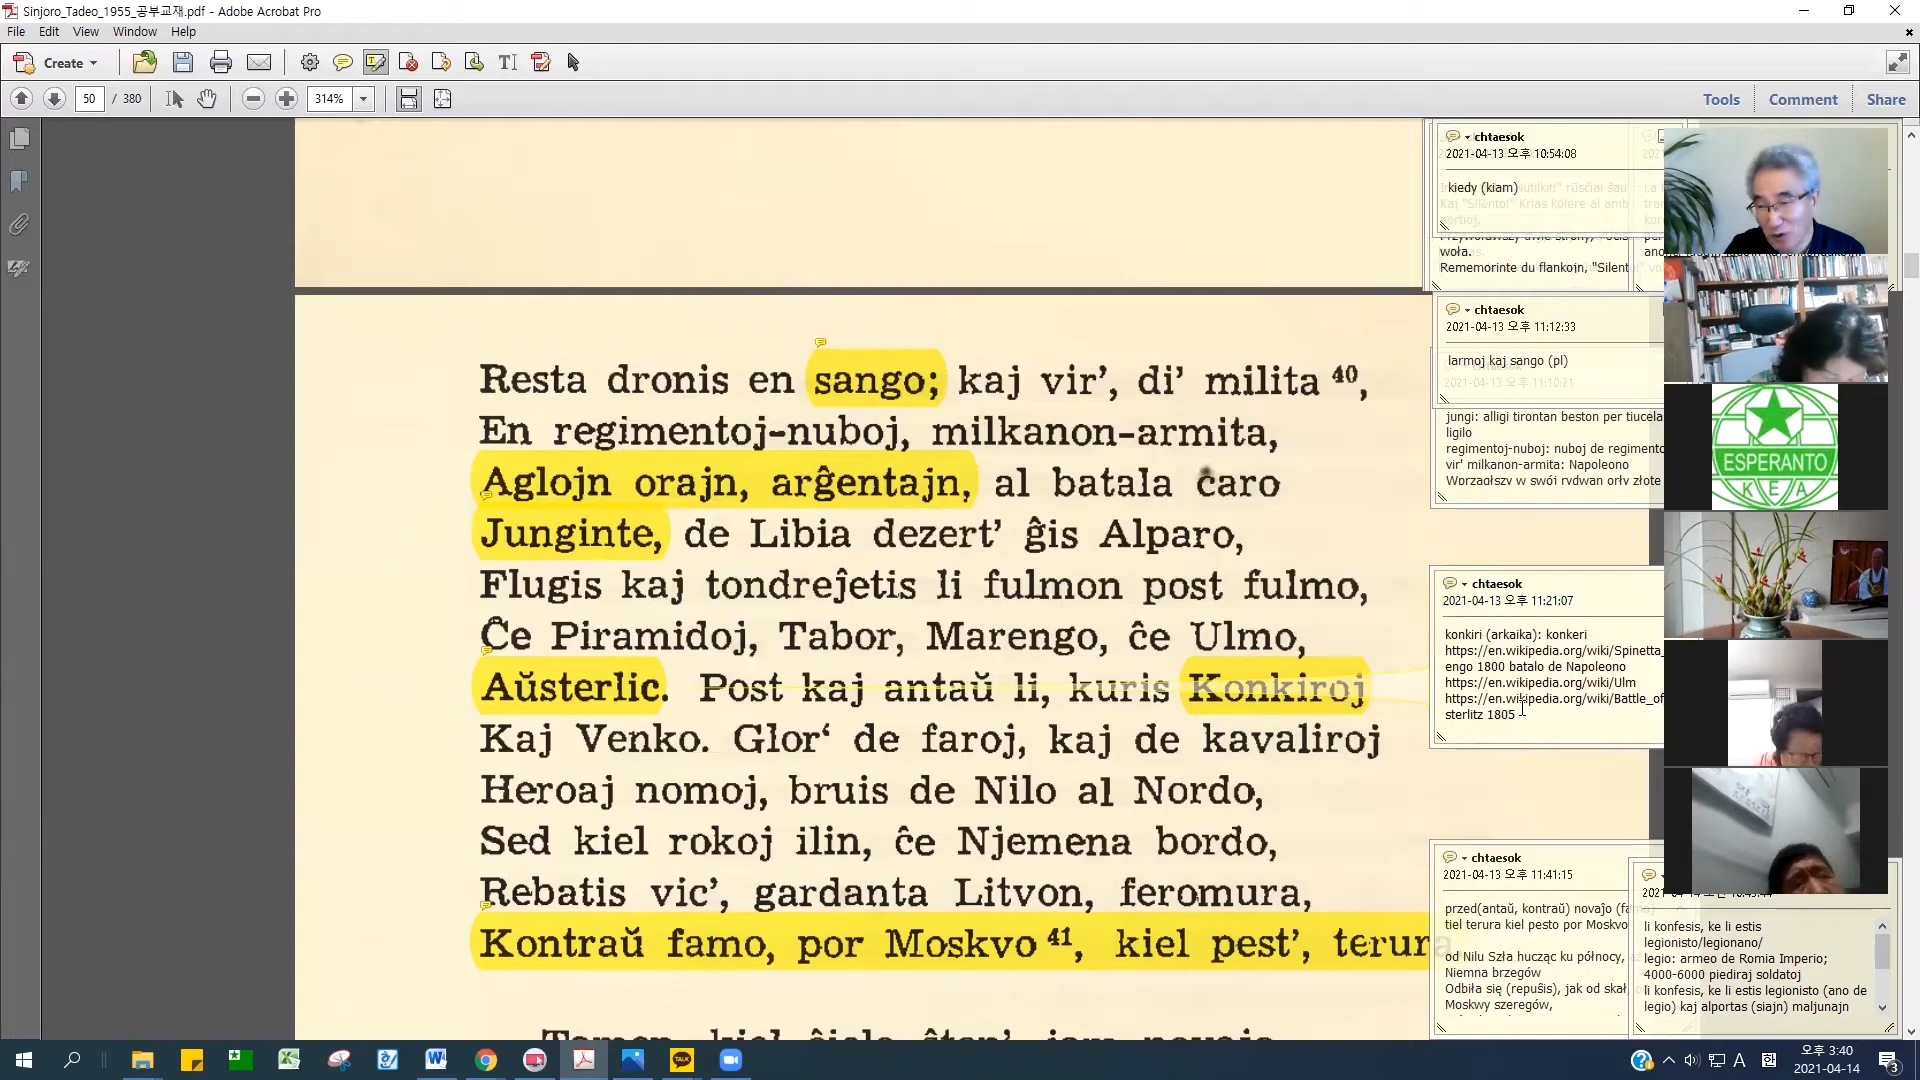 Sinjoro_Tadeo_1955_공부교재.pdf - Adobe Acrobat Pro
File Edit View Window Help
Create
50 / 380 314% Tools Comment Share
chtaesok
2021-04-13 오후 10:54:08
kiedy (kiam)
woła.
Rememorinte du flankojn, "Silentu!"
chtaesok
2021-04-13 오후 11:12:33
larmoj kaj sango (pl)
jungi: alligi tirontan beston per tiucela
ligilo
regimentoj-nuboj: nuboj de regimento
vir' milkanon-armita: Napoleono
Wprzągłszy w swój rydwan orły złote
Resta dronis en sango; kaj vir', di' milita 40,
En regimentoj-nuboj, milkanon-armita,
Aglojn orajn, arĝentajn, al batala ĉaro
Junginte, de Libia dezert' ĝis Alparo,
Flugis kaj tondreĵetis li fulmon post fulmo,
Ĉe Piramidoj, Tabor, Marengo, ĉe Ulmo,
Aŭsterlic. Post kaj antaŭ li, kuris Konkiroj
Kaj Venko. Glor' de faroj, kaj de kavaliroj
Heroaj nomoj, bruis de Nilo al Nordo,
Sed kiel rokoj ilin, ĉe Njemena bordo,
Rebatis vic', gardanta Litvon, feromura,
Kontraŭ famo, por Moskvo 41, kiel pest', terura
chtaesok
2021-04-13 오후 11:21:07
konkiri (arkaika): konkeri
https://en.wikipedia.org/wiki/Spinetta_
engo 1800 batalo de Napoleono
https://en.wikipedia.org/wiki/Ulm
https://en.wikipedia.org/wiki/Battle_of
sterlitz 1805
chtaesok
2021-04-13 오후 11:41:15
przed(antaŭ, kontraŭ) novaĵo (famo)
tiel terura kiel pesto por Moskvo
od Nilu Szła hucząc ku północy, aż
Niemna brzegów
Odbiła się (repuŝis), jak od skał,
Moskwy szeregów,
li konfesis, ke li estis
legionisto/legionano/
legio: armeo de Romia Imperio;
4000-6000 piediraj soldatoj
li konfesis, ke li estis legionisto (ano de
legio) kaj alportas (siajn) maljunajn
ESPERANTO
KEA
TALK
A
오후 3:40
2021-04-14
3